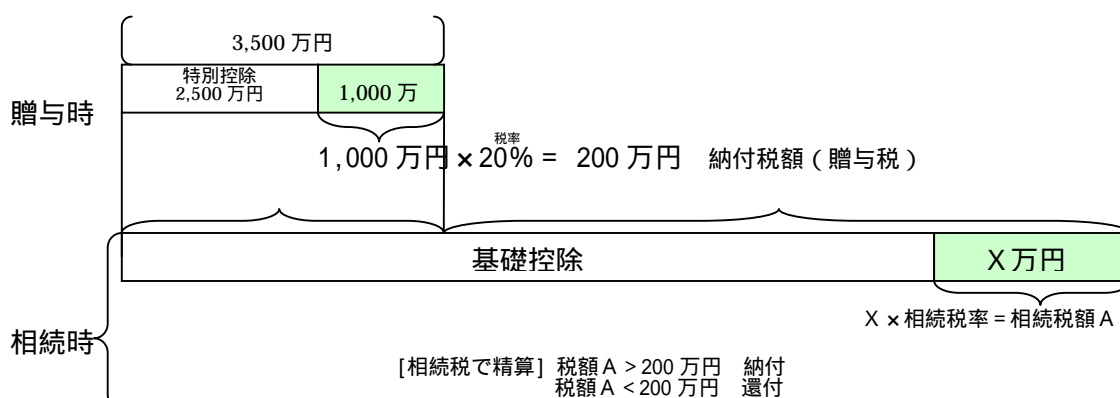 3,500 万円
特別控除
2,500 万円
1,000 万
贈与時
税率
1,000 万円 × 20% = 200 万円 納付税額 ( 贈与税 )
基礎控除
X 万円
X × 相続税率 = 相続税額 A
相続時
[相続税で精算] 税額 A > 200 万円 納付
税額 A < 200 万円 還付